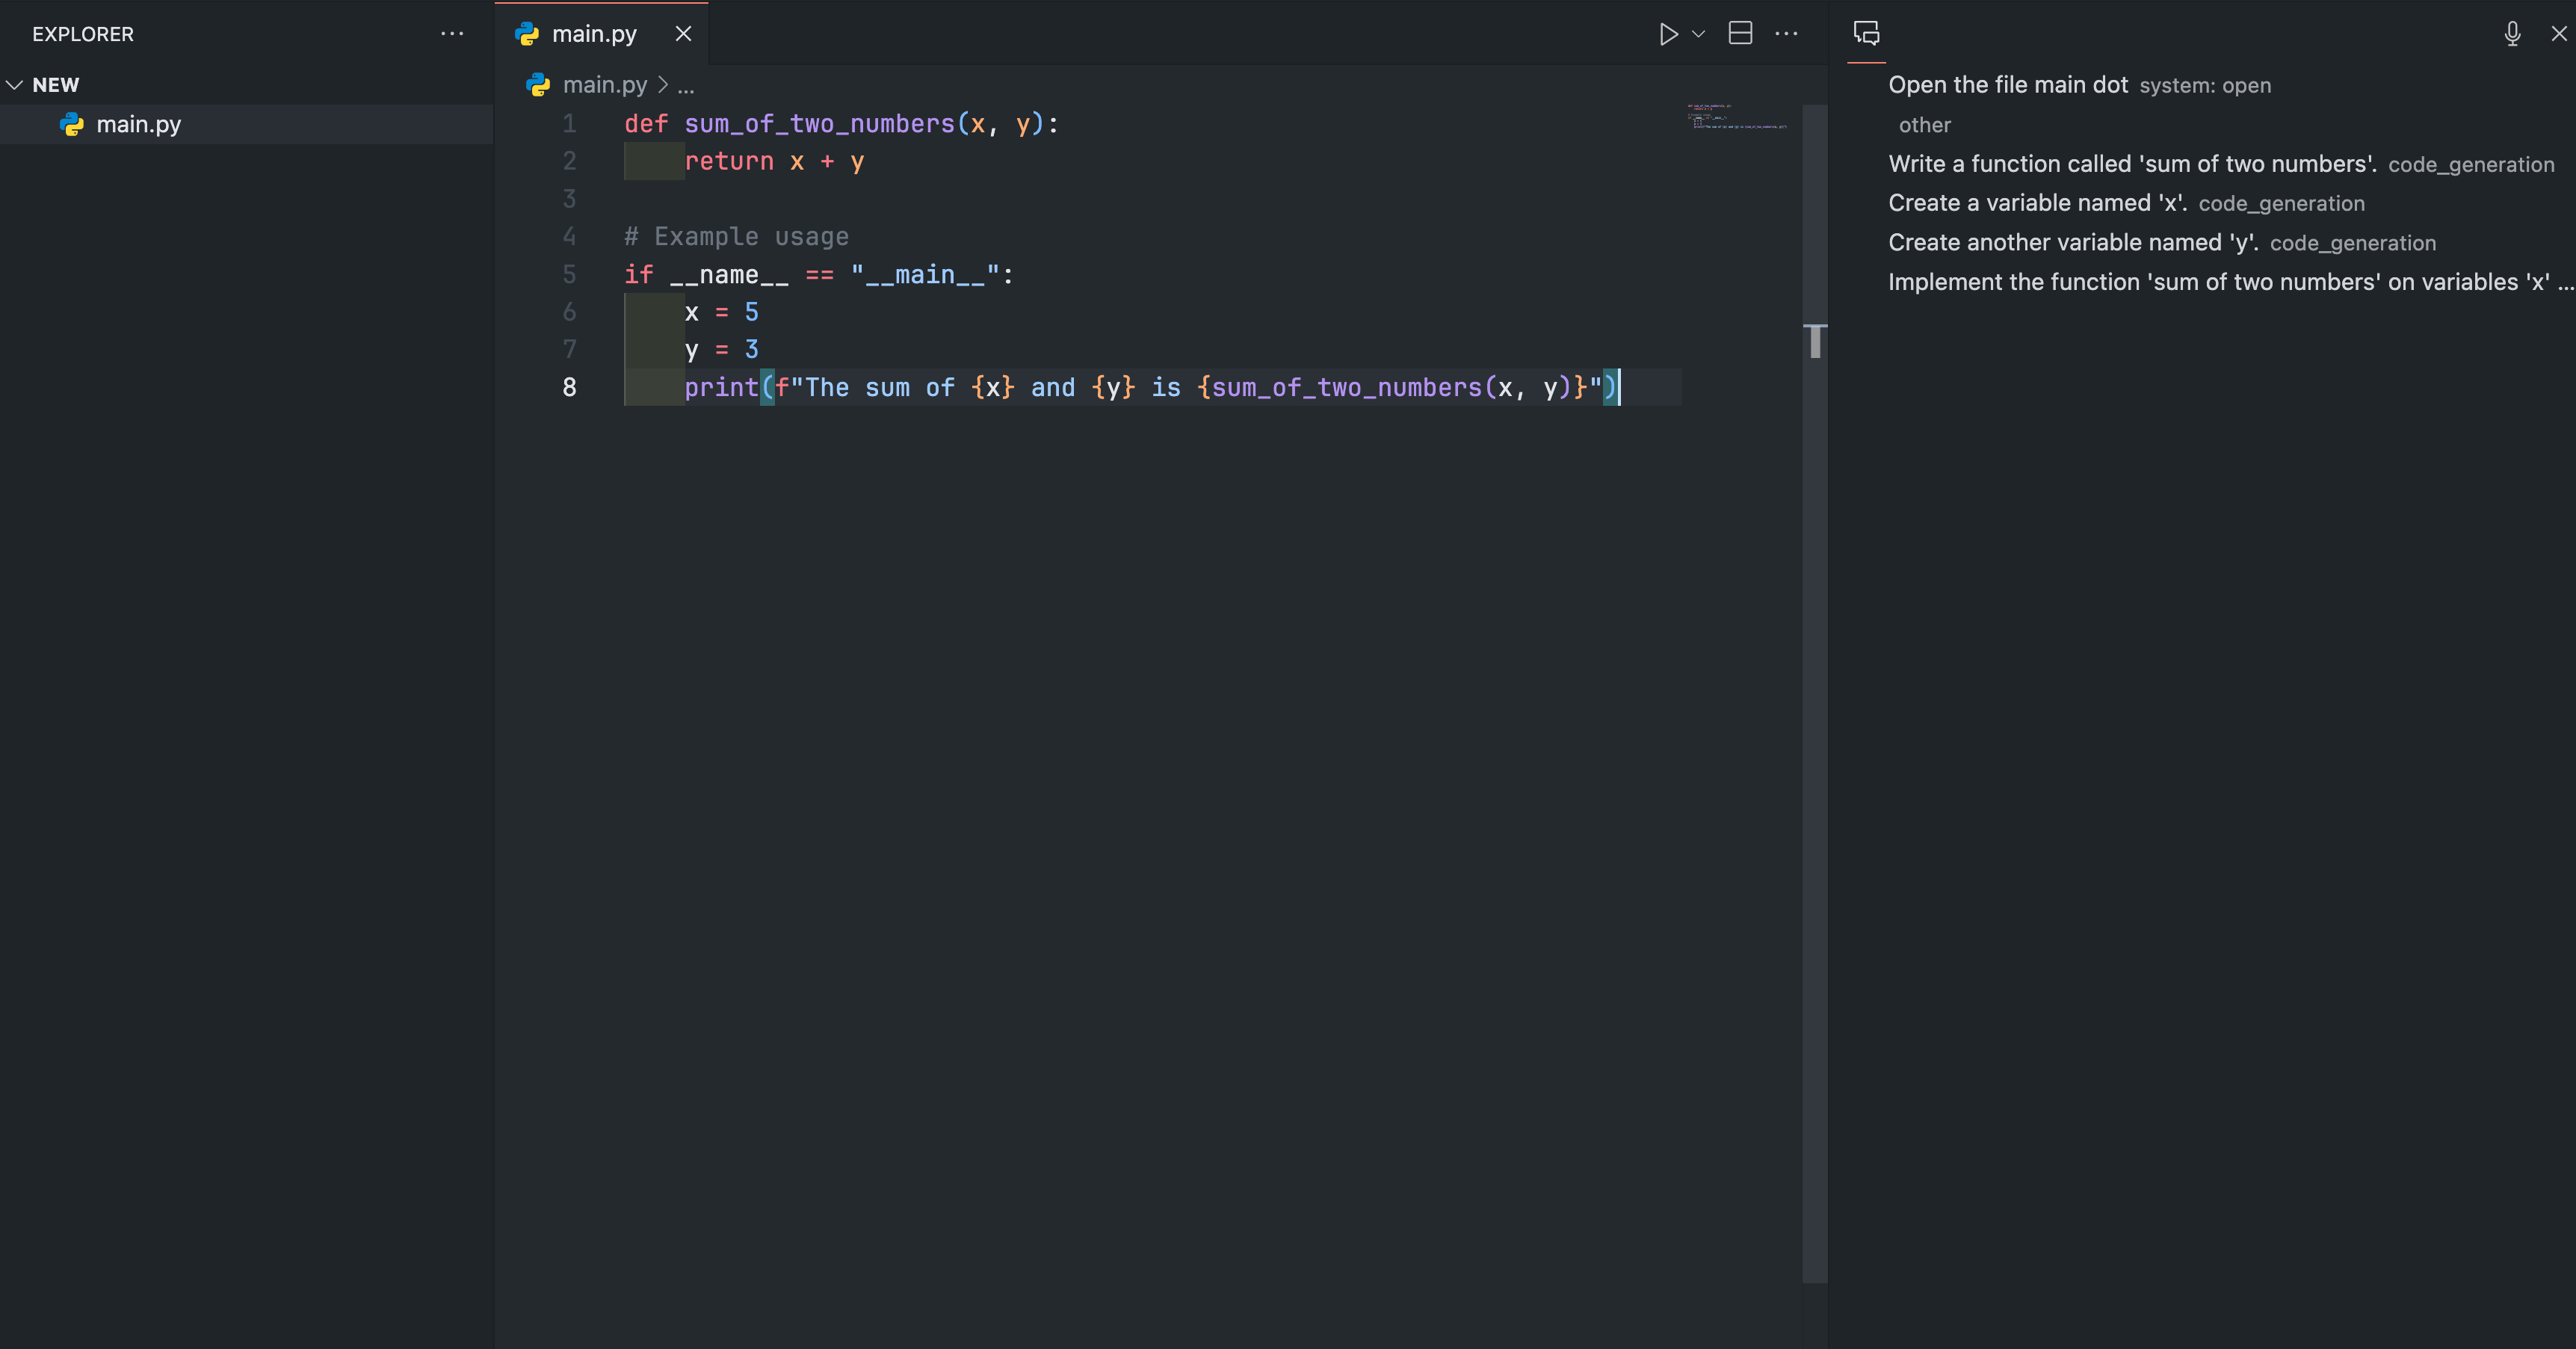 EXPLORER
NEW
main.py
main.py
main.py > ...
1 def sum_of_two_numbers(x, y):
2     return x + y
3
4 # Example usage
5 if __name__ == "__main__":
6     x = 5
7     y = 3
8     print(f"The sum of {x} and {y} is {sum_of_two_numbers(x, y)}")
Open the file main dot system: open
other
Write a function called 'sum of two numbers'. code_generation
Create a variable named 'x'. code_generation
Create another variable named 'y'. code_generation
Implement the function 'sum of two numbers' on variables 'x' ...